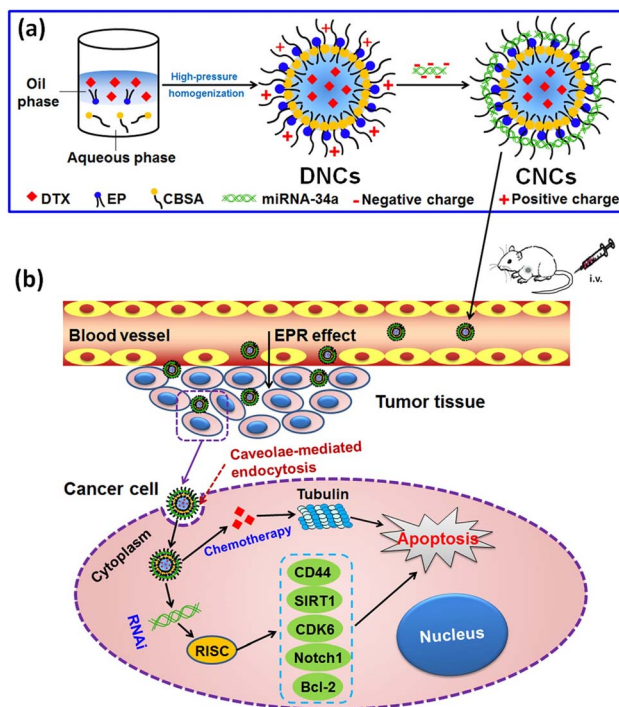 (a)
Oil
phase
Aqueous phase
High-pressure
homogenization
DNCs
CNCs
DTX
EP
CBSA
miRNA-34a
Negative charge
Positive charge
i.v.
(b)
Blood vessel
EPR effect
Tumor tissue
Caveolae-mediated
endocytosis
Cancer cell
Cytoplasm
Chemotherapy
Tubulin
Apoptosis
RNAi
RISC
CD44
SIRT1
CDK6
Notch1
Bcl-2
Nucleus